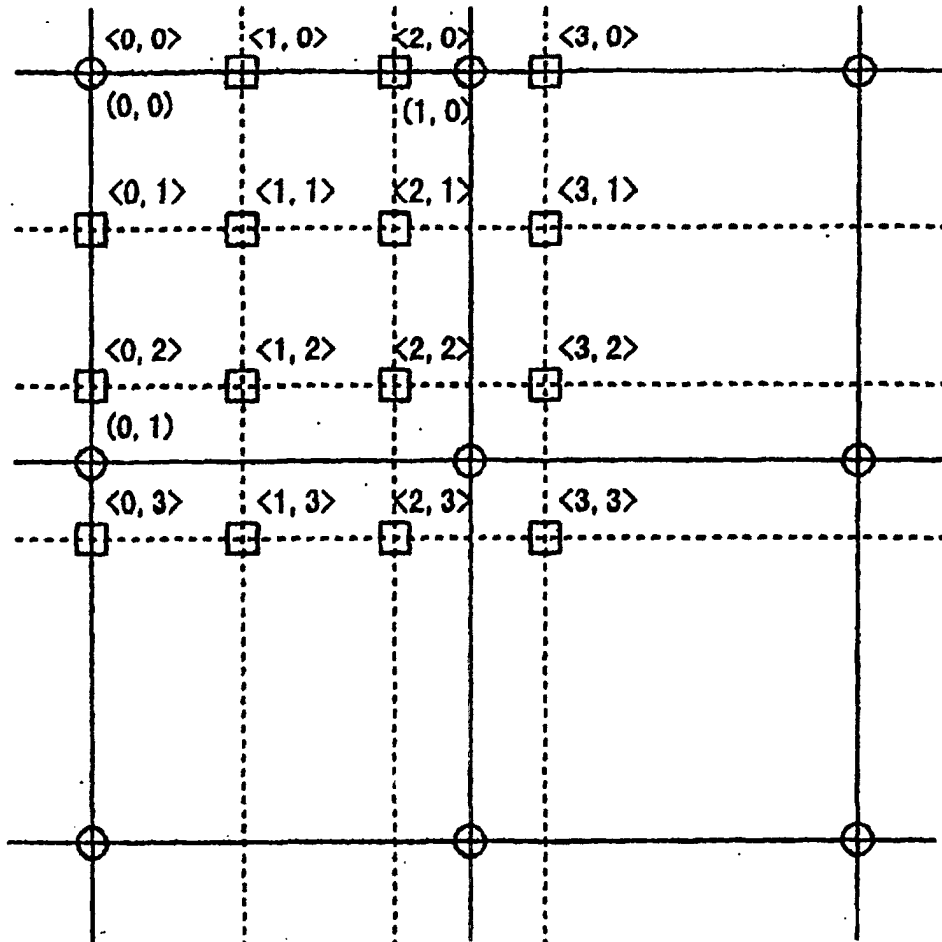 <0, 0> <1, 0> <2, 0> <3, 0>
(0, 0) (1, 0)
<0, 1> <1, 1> <2, 1> <3, 1>
<0, 2> <1, 2> <2, 2> <3, 2>
(0, 1)
<0, 3> <1, 3> <2, 3> <3, 3>